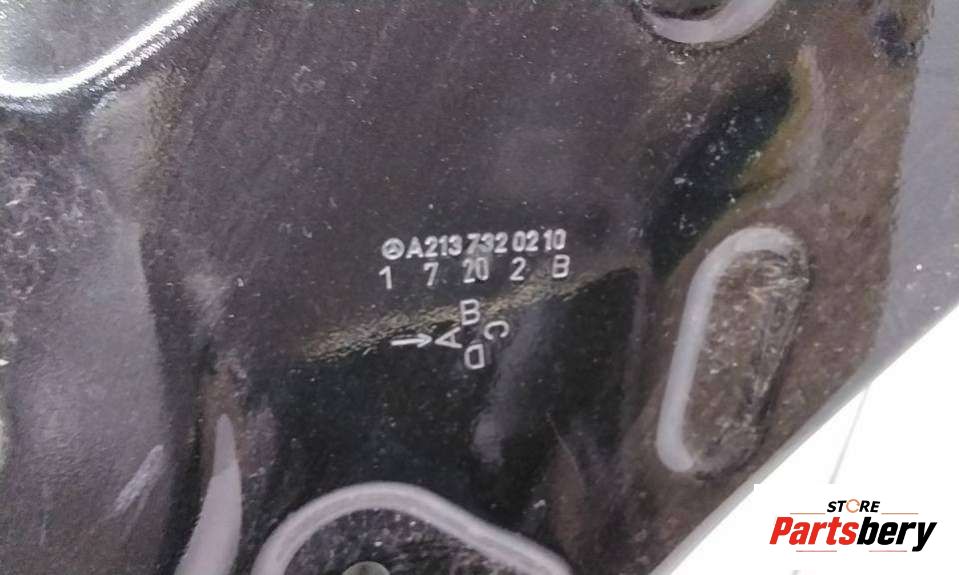 A213 732 02 10
1 7 20 2 B
B
A C
D
STORE
Partsbery